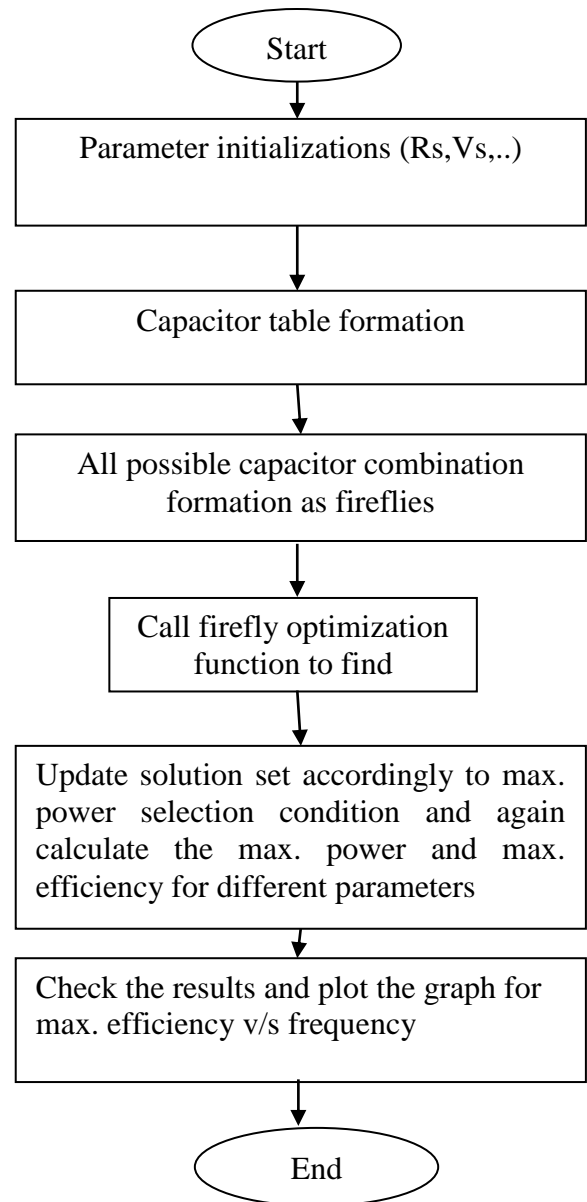 Start
Parameter initializations (Rs,Vs,..)
Capacitor table formation
All possible capacitor combination
formation as fireflies
Call firefly optimization
function to find
Update solution set accordingly to max.
power selection condition and again
calculate the max. power and max.
efficiency for different parameters
Check the results and plot the graph for
max. efficiency v/s frequency
End